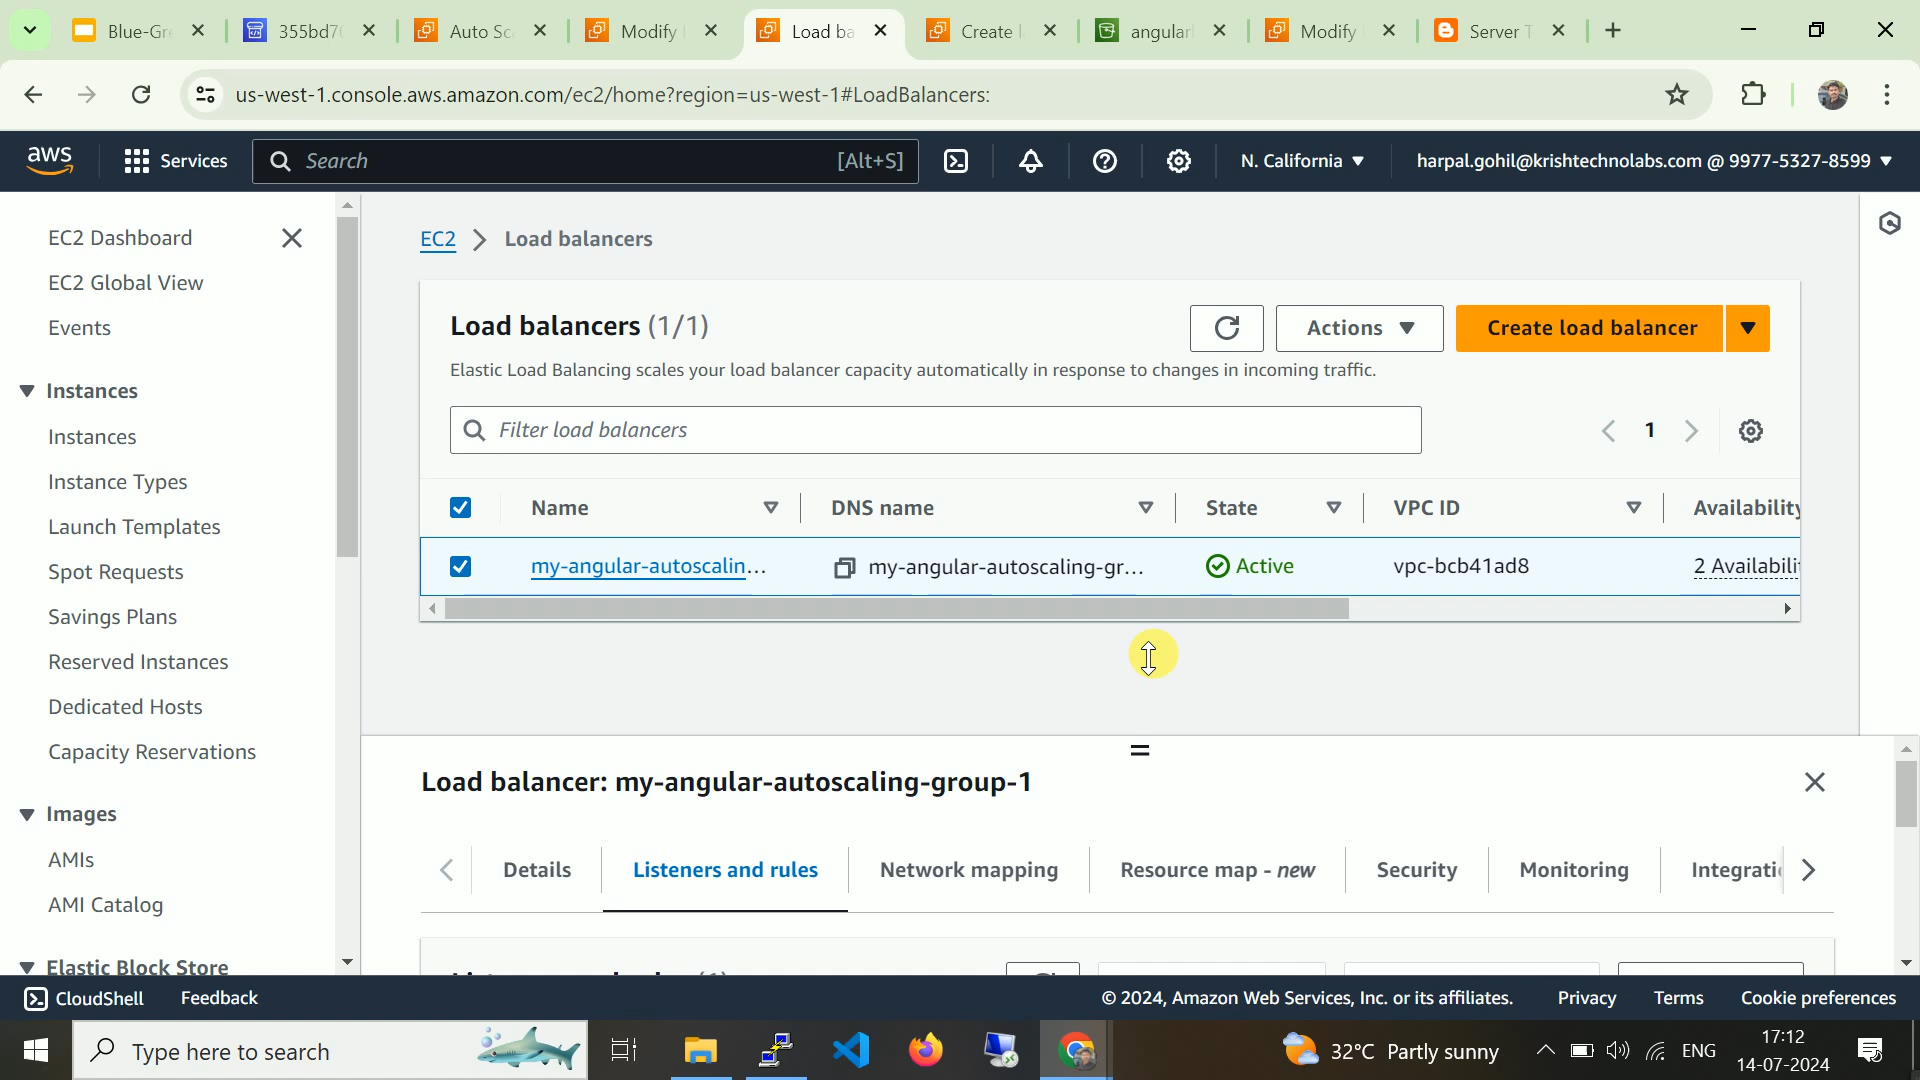 Blue-Gre
355bd70
Auto Sca
Modify
Load ba
Create l
angular
Modify
Server T
us-west-1.console.aws.amazon.com/ec2/home?region=us-west-1#LoadBalancers:
aws
Services
Search
[Alt+S]
N. California
harpal.gohil@krishtechnolabs.com @ 9977-5327-8599
EC2 Dashboard
EC2 Global View
Events
Instances
Instances
Instance Types
Launch Templates
Spot Requests
Savings Plans
Reserved Instances
Dedicated Hosts
Capacity Reservations
Images
AMIs
AMI Catalog
Elastic Block Store
EC2 > Load balancers
Load balancers (1/1)
Actions
Create load balancer
Elastic Load Balancing scales your load balancer capacity automatically in response to changes in incoming traffic.
Filter load balancers
1
Name
DNS name
State
VPC ID
Availability
my-angular-autoscalin...
my-angular-autoscaling-gr...
Active
vpc-bcb41ad8
2 Availabili
Load balancer: my-angular-autoscaling-group-1
Details
Listeners and rules
Network mapping
Resource map - new
Security
Monitoring
Integrati
CloudShell
Feedback
© 2024, Amazon Web Services, Inc. or its affiliates.
Privacy
Terms
Cookie preferences
Type here to search
32°C Partly sunny
ENG
17:12
14-07-2024